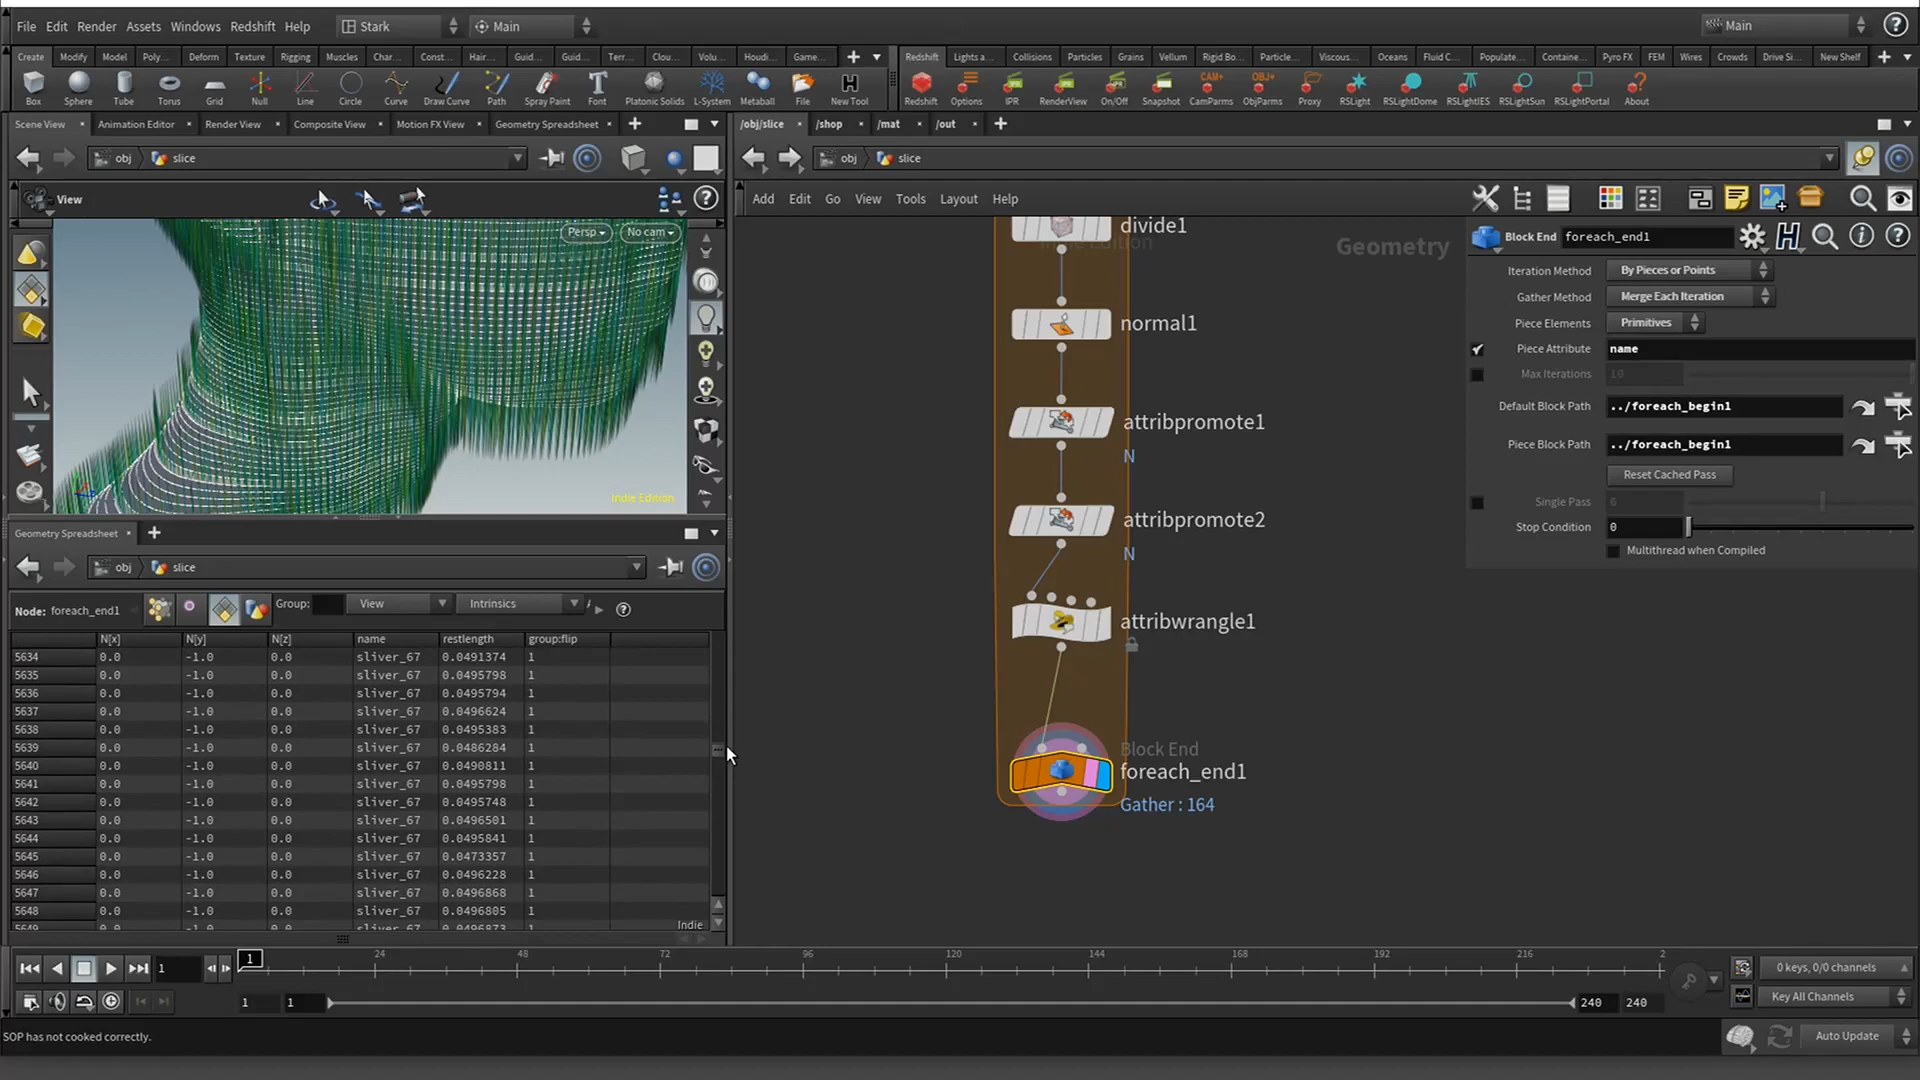 File Edit Render Assets Windows Redshift Help Stark Main Main
Create Modify Model Poly... Deform Texture Rigging Muscles Char... Const... Hair... Guid... Guid... Terr... Clou... Volu... Houdi... Game... Redshift Lights a... Collisions Particles Grains Vellum Rigid Bo... Particle... Viscous... Oceans Fluid C... Populate... Containe... Pyro FX FEM Wires Crowds Drive Si... New Shelf
Box Sphere Tube Torus Grid Null Line Circle Curve Draw Curve Path Spray Paint Font Platonic Solids L-System Metaball File New Tool Redshift Options IPR RenderView On/Off Snapshot CamParms ObjParms Proxy RSLight RSLightDome RSLightIES RSLightSun RSLightPortal About
Scene View Animation Editor Render View Composite View Motion FX View Geometry Spreadsheet /obj/slice /shop /mat /out
obj slice obj slice
View
Add Edit Go View Tools Layout Help
Persp No cam
Indie Edition
divide1
Indie Edition
Geometry
normal1
attribpromote1
N
attribpromote2
N
attribwrangle1
Block End
foreach_end1
Gather : 164
Block End foreach_end1
Iteration Method By Pieces or Points
Gather Method Merge Each Iteration
Piece Elements Primitives
Piece Attribute name
Max Iterations 10
Default Block Path ../foreach_begin1
Piece Block Path ../foreach_begin1
Reset Cached Pass
Single Pass 6
Stop Condition 0
Multithread when Compiled
Geometry Spreadsheet
obj slice
Node: foreach_end1 Group: View Intrinsics
N[x] N[y] N[z] name restlength group:flip
5634 0.0 -1.0 0.0 sliver_67 0.0491374 1
5635 0.0 -1.0 0.0 sliver_67 0.0495798 1
5636 0.0 -1.0 0.0 sliver_67 0.0495794 1
5637 0.0 -1.0 0.0 sliver_67 0.0496624 1
5638 0.0 -1.0 0.0 sliver_67 0.0495383 1
5639 0.0 -1.0 0.0 sliver_67 0.0486284 1
5640 0.0 -1.0 0.0 sliver_67 0.0490811 1
5641 0.0 -1.0 0.0 sliver_67 0.0495798 1
5642 0.0 -1.0 0.0 sliver_67 0.0495748 1
5643 0.0 -1.0 0.0 sliver_67 0.0496501 1
5644 0.0 -1.0 0.0 sliver_67 0.0495841 1
5645 0.0 -1.0 0.0 sliver_67 0.0473357 1
5646 0.0 -1.0 0.0 sliver_67 0.0496228 1
5647 0.0 -1.0 0.0 sliver_67 0.0496868 1
5648 0.0 -1.0 0.0 sliver_67 0.0496805 1
5649 0.0 -1.0 0.0 sliver_67 0.0496873 1
Indie
1 1 24 48 72 96 120 144 168 192 216 2
0 keys, 0/0 channels
1 1 240 240 Key All Channels
SOP has not cooked correctly. Auto Update